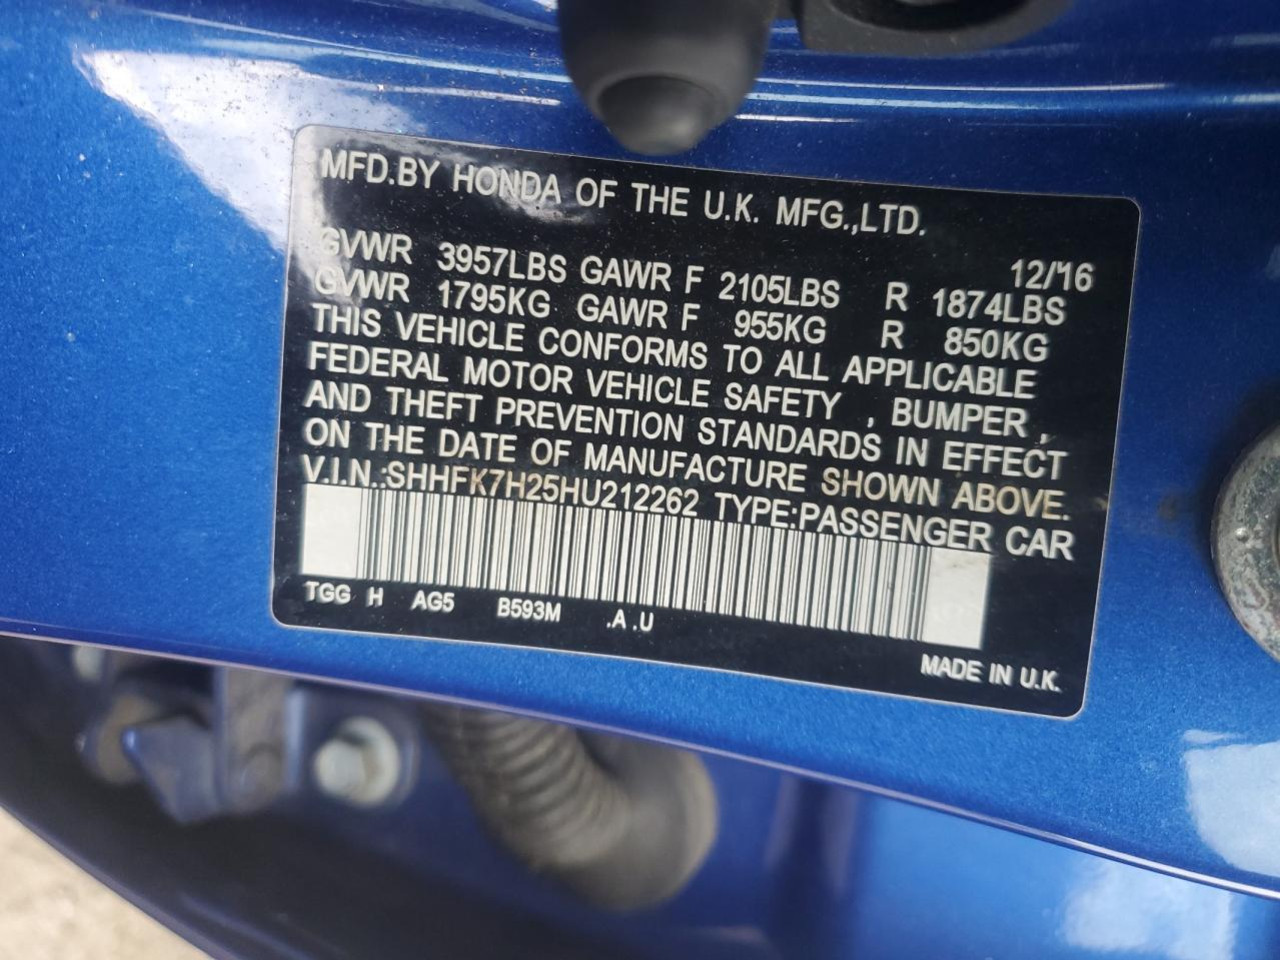 MFD.BY HONDA OF THE U.K. MFG.,LTD.
12/'16
GVWR 3957LBS GAWR F 2105LBS R 1874LBS
GVWR 1795KG GAWR F 955KG R 850KG
THIS VEHICLE CONFORMS TO ALL APPLICABLE
FEDERAL MOTOR VEHICLE SAFETY , BUMPER ,
AND THEFT PREVENTION STANDARDS IN EFFECT
ON THE DATE OF MANUFACTURE SHOWN ABOVE.
V.I.N.:SHHFK7H25HU212262 TYPE:PASSENGER CAR
TGG H AG5 B593M .A .U
MADE IN U.K.